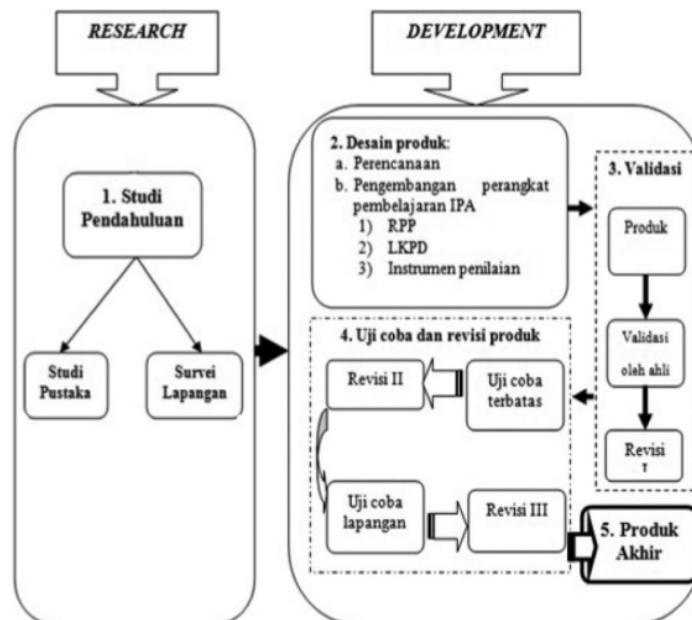 RESEARCH
DEVELOPMENT
1. Studi
Pendahuluan
Studi
Pustaka
Survei
Lapangan
2. Desain produk:
a. Perencanaan
b. Pengembangan perangkat
pembelajaran IPA
1) RPP
2) LKPD
3) Instrumen penilaian
3. Validasi
Produk
Validasi
oleh ahli
Revisi
I
4. Uji coba dan revisi produk
Revisi II
Uji coba
terbatas
Uji coba
lapangan
Revisi III
5. Produk
Akhir